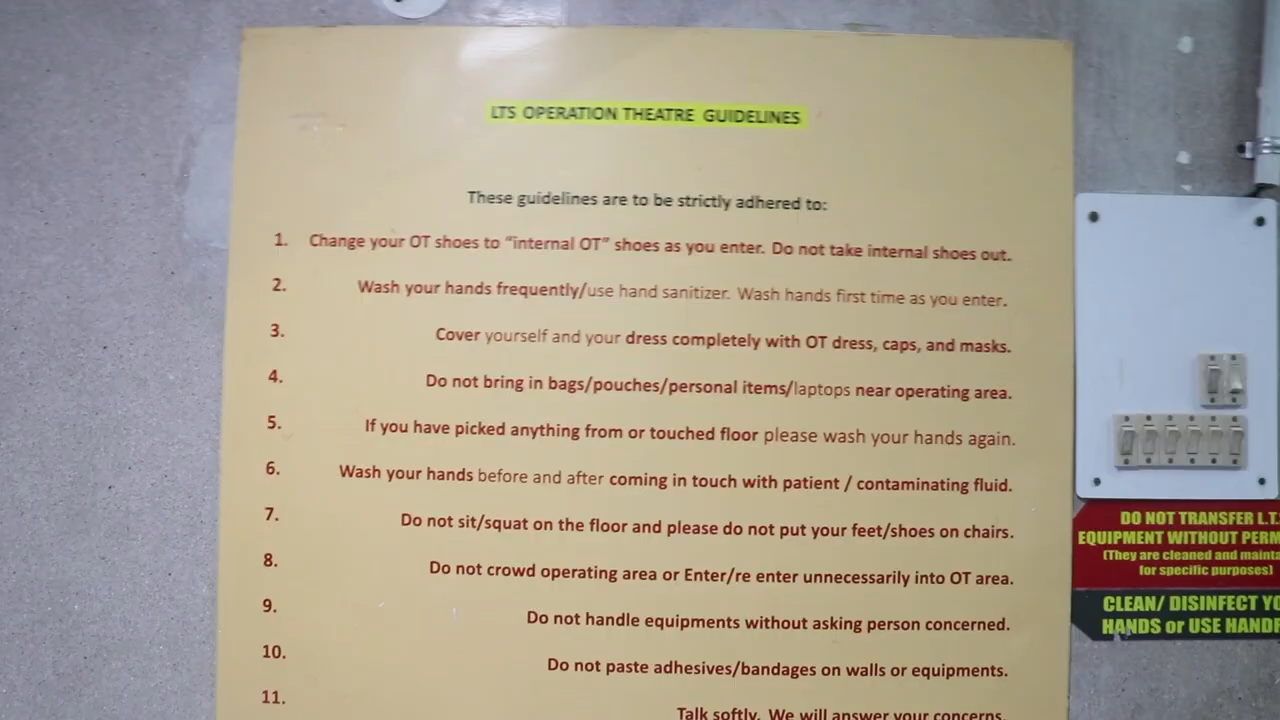 LTS OPERATION THEATRE GUIDELINES
These guidelines are to be strictly adhered to:
1. Change your OT shoes to "internal OT" shoes as you enter. Do not take internal shoes out.
2. Wash your hands frequently/use hand sanitizer. Wash hands first time as you enter.
3. Cover yourself and your dress completely with OT dress, caps, and masks.
4. Do not bring in bags/pouches/personal items/laptops near operating area.
5. If you have picked anything from or touched floor please wash your hands again.
6. Wash your hands before and after coming in touch with patient / contaminating fluid.
7. Do not sit/squat on the floor and please do not put your feet/shoes on chairs.
8. Do not crowd operating area or Enter/re enter unnecessarily into OT area.
9. Do not handle equipments without asking person concerned.
10. Do not paste adhesives/bandages on walls or equipments.
11. Talk softly. We will answer your concerns.
DO NOT TRANSFER L.T.
EQUIPMENT WITHOUT
(They are cleaned and
for specific purposes)
CLEAN/ DISINFECT
HANDS or USE